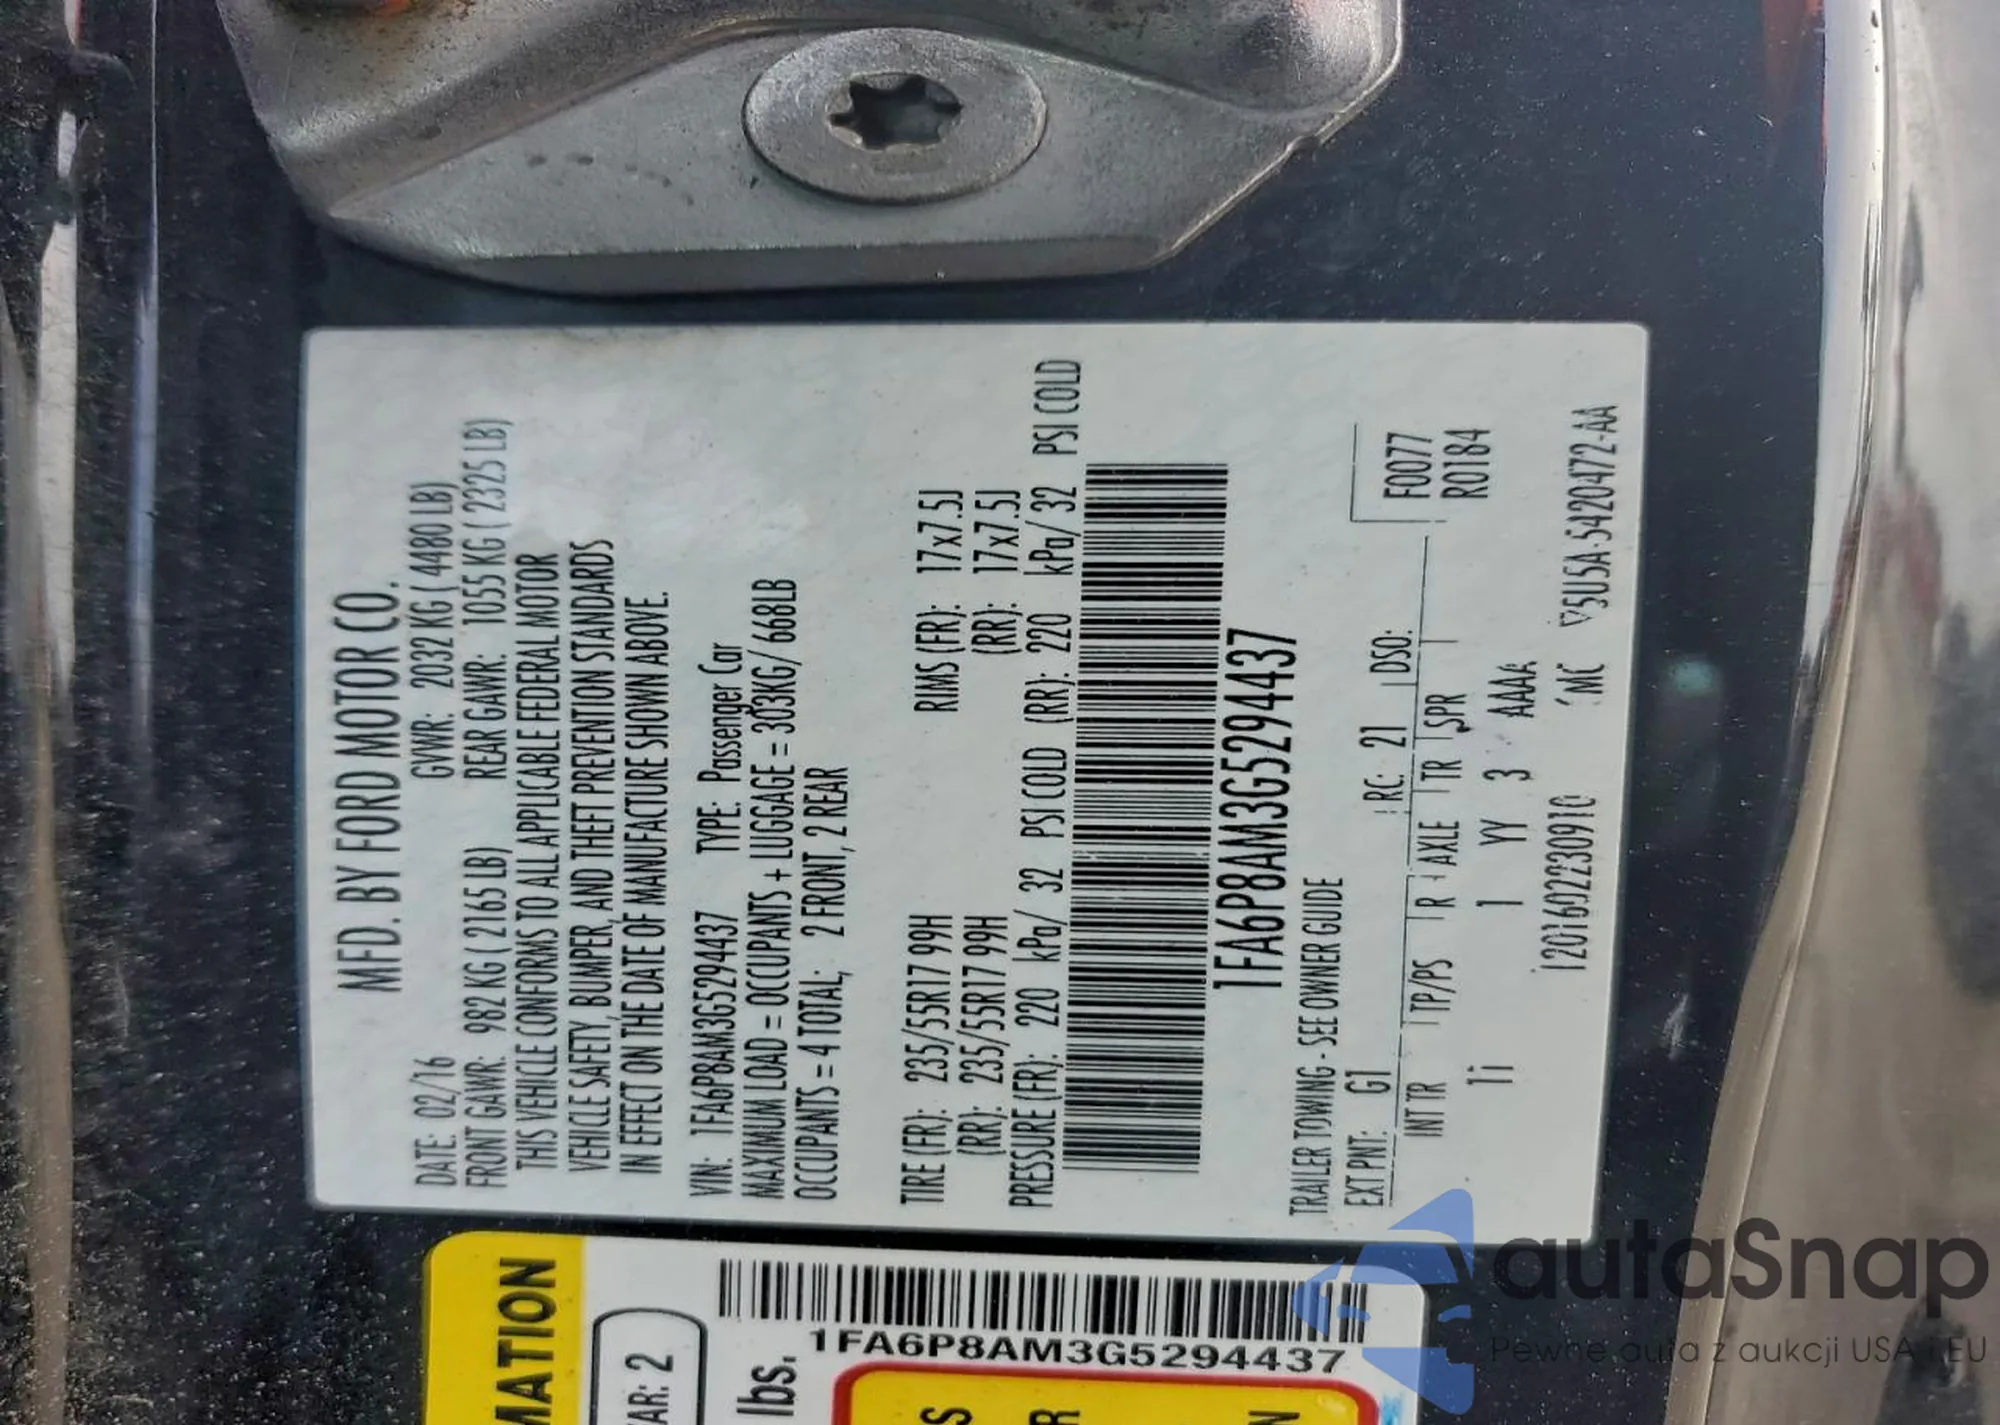 MFD. BY FORD MOTOR CO.
DATE: 02/16 GVWR: 2032 KG ( 4480 LB)
FRONT GAWR: 982 KG ( 2165 LB) REAR GAWR: 1055 KG ( 2325 LB)
THIS VEHICLE CONFORMS TO ALL APPLICABLE FEDERAL MOTOR
VEHICLE SAFETY, BUMPER, AND THEFT PREVENTION STANDARDS
IN EFFECT ON THE DATE OF MANUFACTURE SHOWN ABOVE.
VIN: 1FA6P8AM3G5294437 TYPE: Passenger Car
MAXIMUM LOAD = OCCUPANTS + LUGGAGE = 303KG/ 668LB
OCCUPANTS = 4 TOTAL; 2 FRONT, 2 REAR
TIRE (FR): 235/55R17 99H RIMS (FR): 17x7.5J
(RR): 235/55R17 99H (RR): 17x7.5J
PRESSURE (FR): 220 kPa/ 32 PSI COLD (RR): 220 kPa/ 32 PSI COLD
1FA6P8AM3G5294437
TRAILER TOWING - SEE OWNER GUIDE
EXT PNT: G1 RC: 21 DSO: F0077
INT TR TP/PS R AXLE TR SPR R0184
1 YY 3 AAAA
1201602230910 5U5A-5420472-AA
MATION
AR: 2
lbs.
1FA6P8AM3G5294437
autaSnap
Pewne auta z aukcji USA i EU